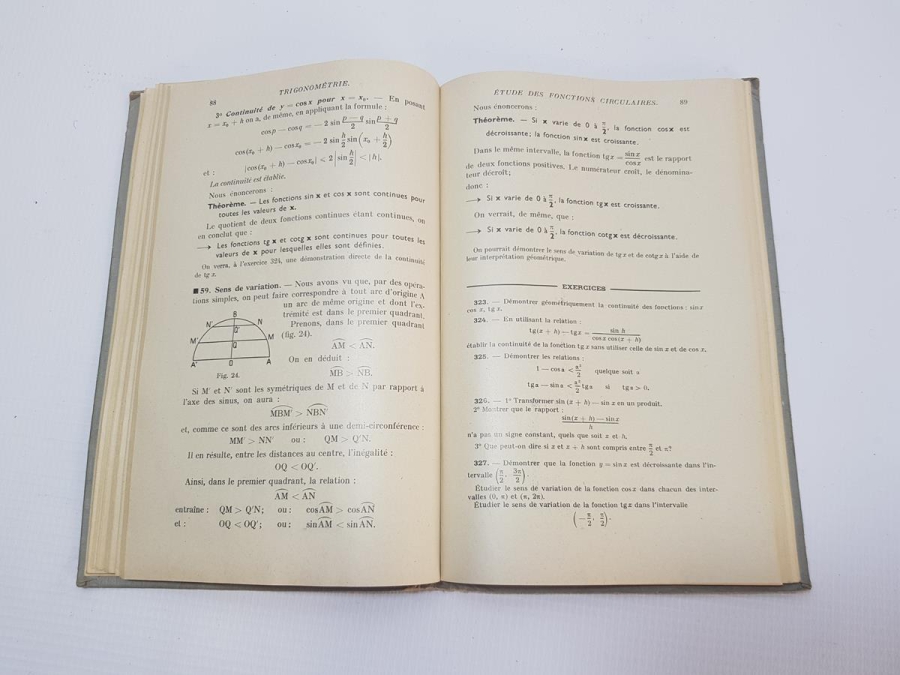 88
TRIGONOMÉTRIE.
3° Continuité de y = cos x pour x = x₀. — En posant
x = x₀ + h on a, de même, en appliquant la formule :
cos p — cos q = — 2 sin (p — q)/2 sin (p + q)/2
cos(x₀ + h) — cos x₀ = — 2 sin h/2 sin (x₀ + h/2)
et : |cos(x₀ + h) — cos x₀| < 2 |sin h/2| < |h|.
La continuité est établie.
Nous énoncerons :
Théorème. — Les fonctions sin x et cos x sont continues pour
toutes les valeurs de x.
Le quotient de deux fonctions continues étant continues, on
en conclut que :
→ Les fonctions tg x et cotg x sont continues pour toutes les
valeurs de x pour lesquelles elles sont définies.
On verra, à l'exercice 324, une démonstration directe de la continuité
de tg x.
■ 59. Sens de variation. — Nous avons vu que, par des opéra-
tions simples, on peut faire correspondre à tout arc d'origine A
un arc de même origine et dont l'ex-
trémité est dans le premier quadrant.
Prenons, dans le premier quadrant
(fig. 24).
AM < AN.
On en déduit :
MB > NB.
B
N' Q' N
M' Q M
A' O A
Fig. 24.
Si M' et N' sont les symétriques de M et de N par rapport à
l'axe des sinus, on aura :
MBM' > NBN'
et, comme ce sont des arcs inférieurs à une demi-circonférence :
MM' > NN' ou : QM > Q'N.
Il en résulte, entre les distances au centre, l'inégalité :
OQ < OQ'.
Ainsi, dans le premier quadrant, la relation :
AM < AN
entraîne : QM > Q'N; ou : cos AM > cos AN
et : OQ < OQ'; ou : sin AM < sin AN.
ÉTUDE DES FONCTIONS CIRCULAIRES. 89
Nous énoncerons :
Théorème. — Si x varie de 0 à π/2, la fonction cos x est
décroissante; la fonction sin x est croissante.
Dans le même intervalle, la fonction tg x = sin x/cos x est le rapport
de deux fonctions positives. Le numérateur croît, le dénomina-
teur décroît;
donc :
→ Si x varie de 0 à π/2, la fonction tg x est croissante.
On verrait, de même, que :
→ Si x varie de 0 à π/2, la fonction cotg x est décroissante.
On pourrait démontrer le sens de variation de tg x et de cotg x à l'aide de
leur interprétation géométrique.
EXERCICES
323. — Démontrer géométriquement la continuité des fonctions : sin x
cos x, tg x.
324. — En utilisant la relation :
tg(x + h) — tg x = sin h/(cos x cos (x + h))
établir la continuité de la fonction tg x sans utiliser celle de sin x et de cos x.
325. — Démontrer les relations :
1 — cos a < a²/2 quelque soit a
tg a — sin a < a²/2 tg a si tg a > 0.
326. — 1° Transformer sin (x + h) — sin x en un produit.
2° Montrer que le rapport :
(sin(x + h) — sin x)/h
n'a pas un signe constant, quels que soit x et h.
3° Que peut-on dire si x et x + h sont compris entre π/2 et π?
327. — Démontrer que la fonction y = sin x est décroissante dans l'in-
tervalle (π/2, 3π/2)
Étudier le sens de variation de la fonction cos x dans chacun des inter-
valles (0, π) et (π, 2π).
Étudier le sens de variation de la fonction tg x dans l'intervalle
(— π/2, π/2).